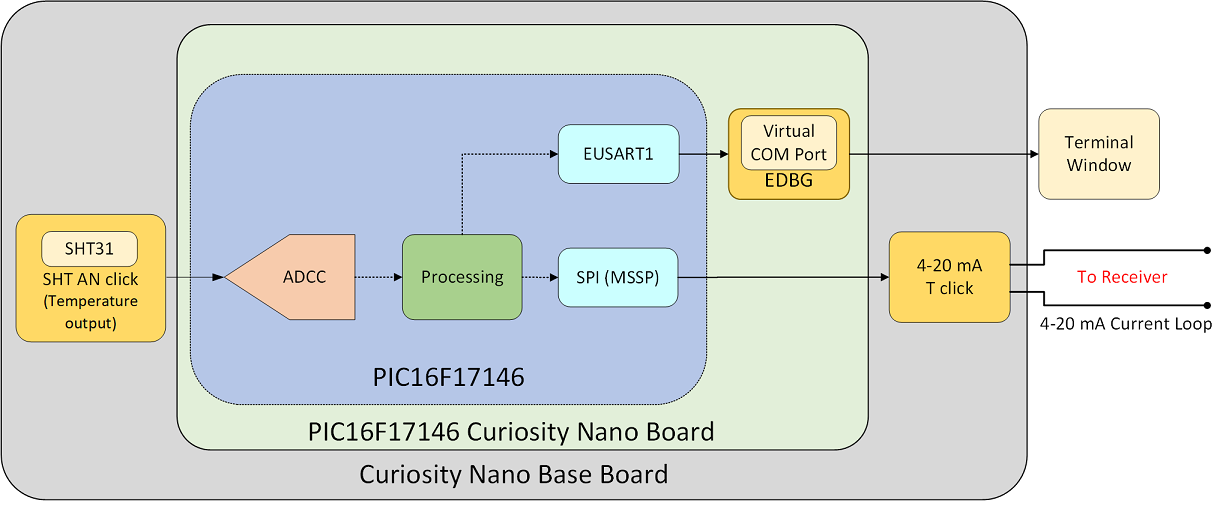 SHT31
SHT AN click
(Temperature
output)
ADCC
Processing
EUSART1
SPI (MSSP)
Virtual
COM Port
EDBG
Terminal
Window
4-20 mA
T click
To Receiver
4-20 mA Current Loop
PIC16F17146
PIC16F17146 Curiosity Nano Board
Curiosity Nano Base Board